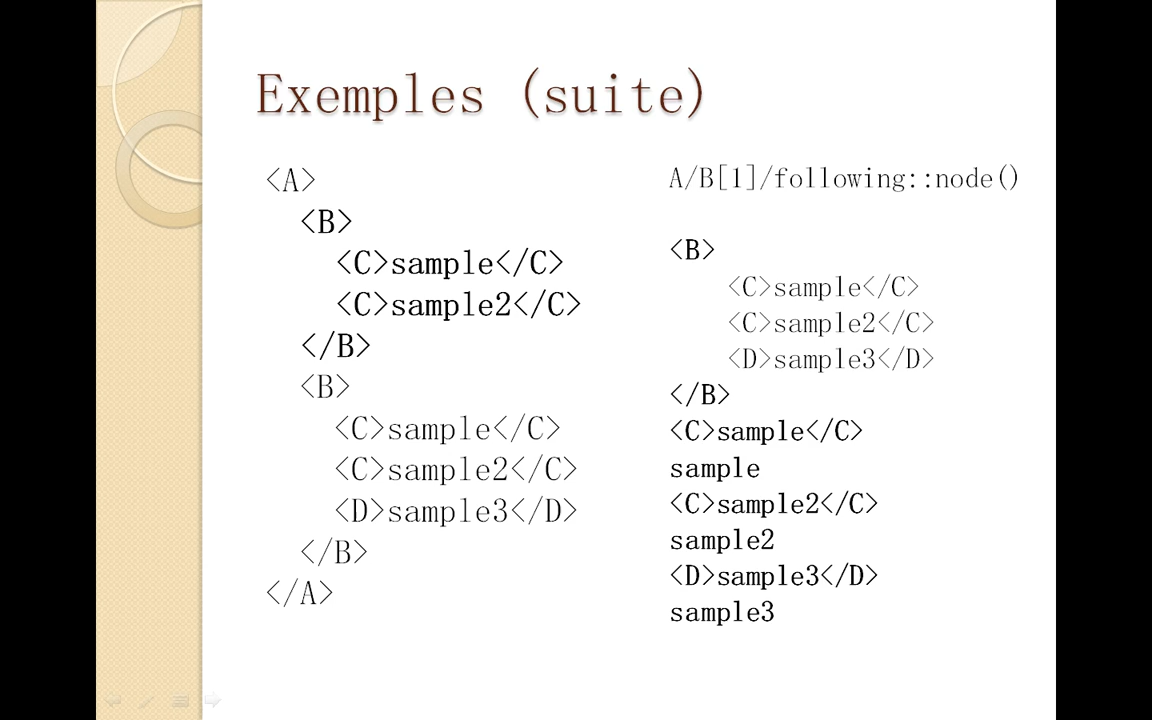 Exemples (suite)
<A>
<B>
<C>sample</C>
<C>sample2</C>
</B>
<B>
<C>sample</C>
<C>sample2</C>
<D>sample3</D>
</B>
</A>
A/B[1]/following::node()
<B>
<C>sample</C>
<C>sample2</C>
<D>sample3</D>
</B>
<C>sample</C>
sample
<C>sample2</C>
sample2
<D>sample3</D>
sample3